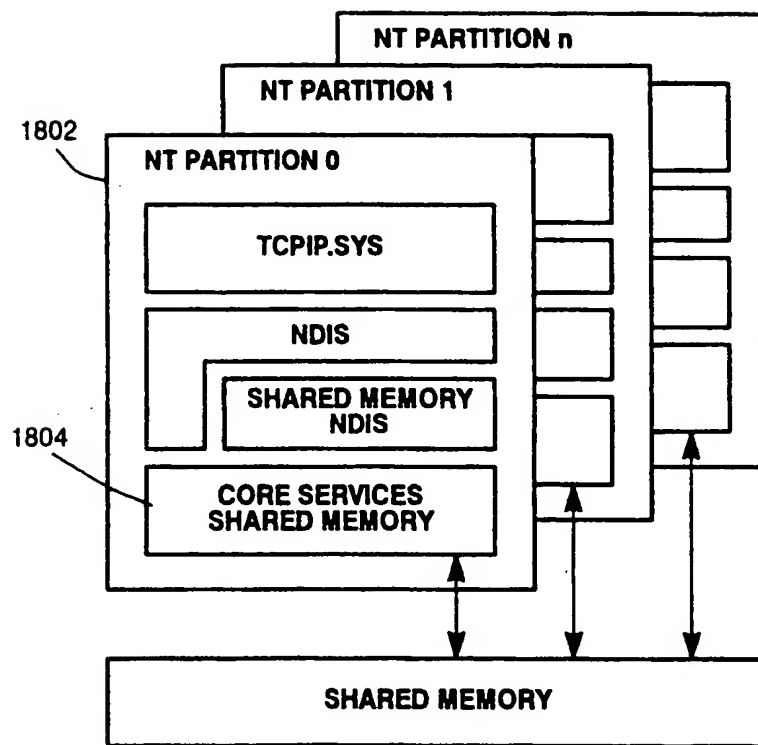 NT PARTITION n
NT PARTITION 1
1802
NT PARTITION 0
TCPIP.SYS
NDIS
SHARED MEMORY
NDIS
1804
CORE SERVICES
SHARED MEMORY
SHARED MEMORY